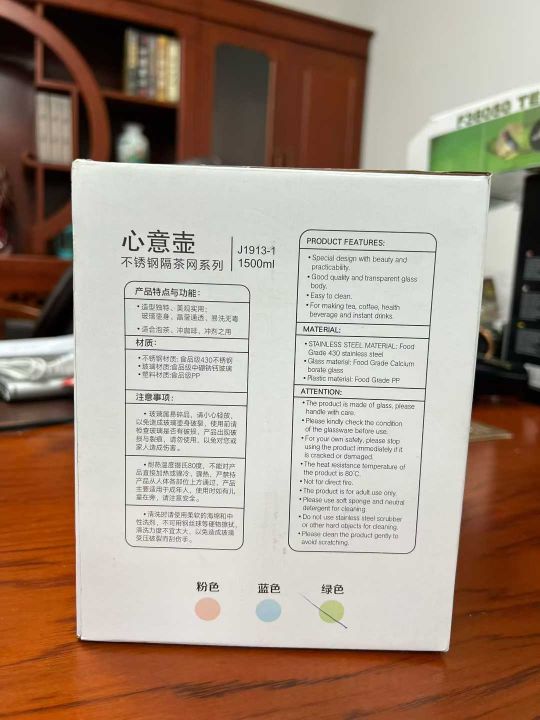 F36080 TE
心意壶
不锈钢隔茶网系列
J1913-1
1500ml
产品特点与功能:
• 造型独特、美观实用;
玻璃壶身，晶莹通透，易洗无毒
• 适合泡茶、冲咖啡，冲剂之用
材质:
• 不锈钢材质: 食品级430不锈钢
• 玻璃材质:食品级中硼钠钙玻璃
• 塑料材质:食品级PP
注意事项:
• 玻璃属易碎品，请小心轻放，
以免造成玻璃壶身破裂，使用前请
检查玻璃是否有破损，产品出现破
损与裂痕，请勿使用，以免对您或
家人造成伤害。
• 耐热温度摄氏80度，不能对产
品直接加热或骤冷、骤热，严禁持
产品从人体各部位上方通过，产品
主要适用于成年人，使用时如有儿
童在旁，请注意安全。
• 清洗时请使用柔软的海绵和中
性洗剂，不可用钢丝球等硬物擦拭，
清洗力度不宜太大，以免造成玻璃
受压破裂而刮伤手。
PRODUCT FEATURES:
• Special design with beauty and
practicability.
• Good quality and transparent glass
body.
• Easy to clean.
• For making tea, coffee, health
beverage and instant drinks.
MATERIAL:
• STAINLESS STEEL MATERIAL: Food
Grade 430 stainless steel
• Glass material: Food Grade Calcium
borate glass
• Plastic material: Food Grade PP
ATTENTION:
• The product is made of glass, please
handle with care.
• Please kindly check the condition
of the glassware before use.
• For your own safety, please stop
using the product immediately if it
is cracked or damaged.
• The heat resistance temperature of
the product is 80℃.
• Not for direct fire.
• The product is for adult use only.
• Please use soft sponge and neutral
detergent for cleaning.
• Do not use stainless steel scrubber
or other hard objects for cleaning.
• Please clean the product gently to
avoid scratching.
粉色
蓝色
绿色